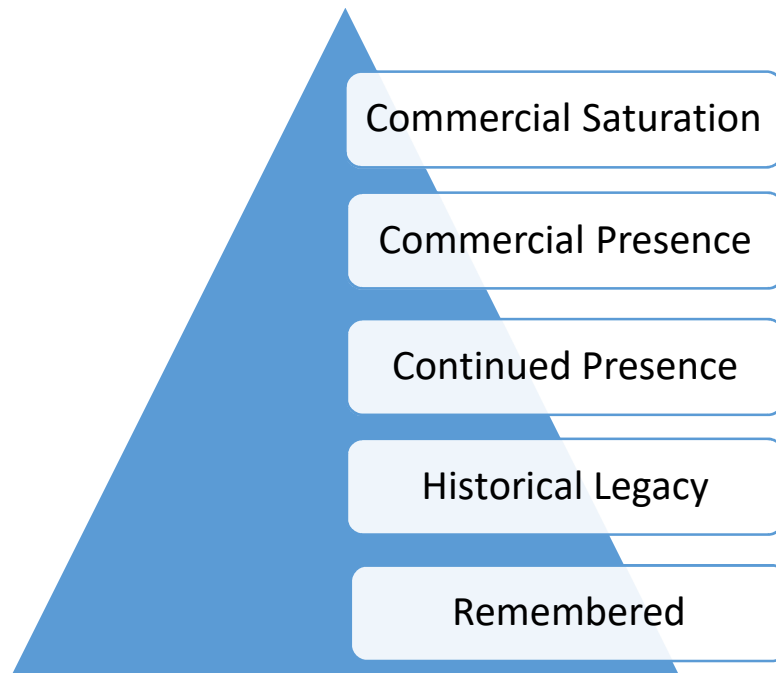 Commercial Saturation
Commercial Presence
Continued Presence
Historical Legacy
Remembered